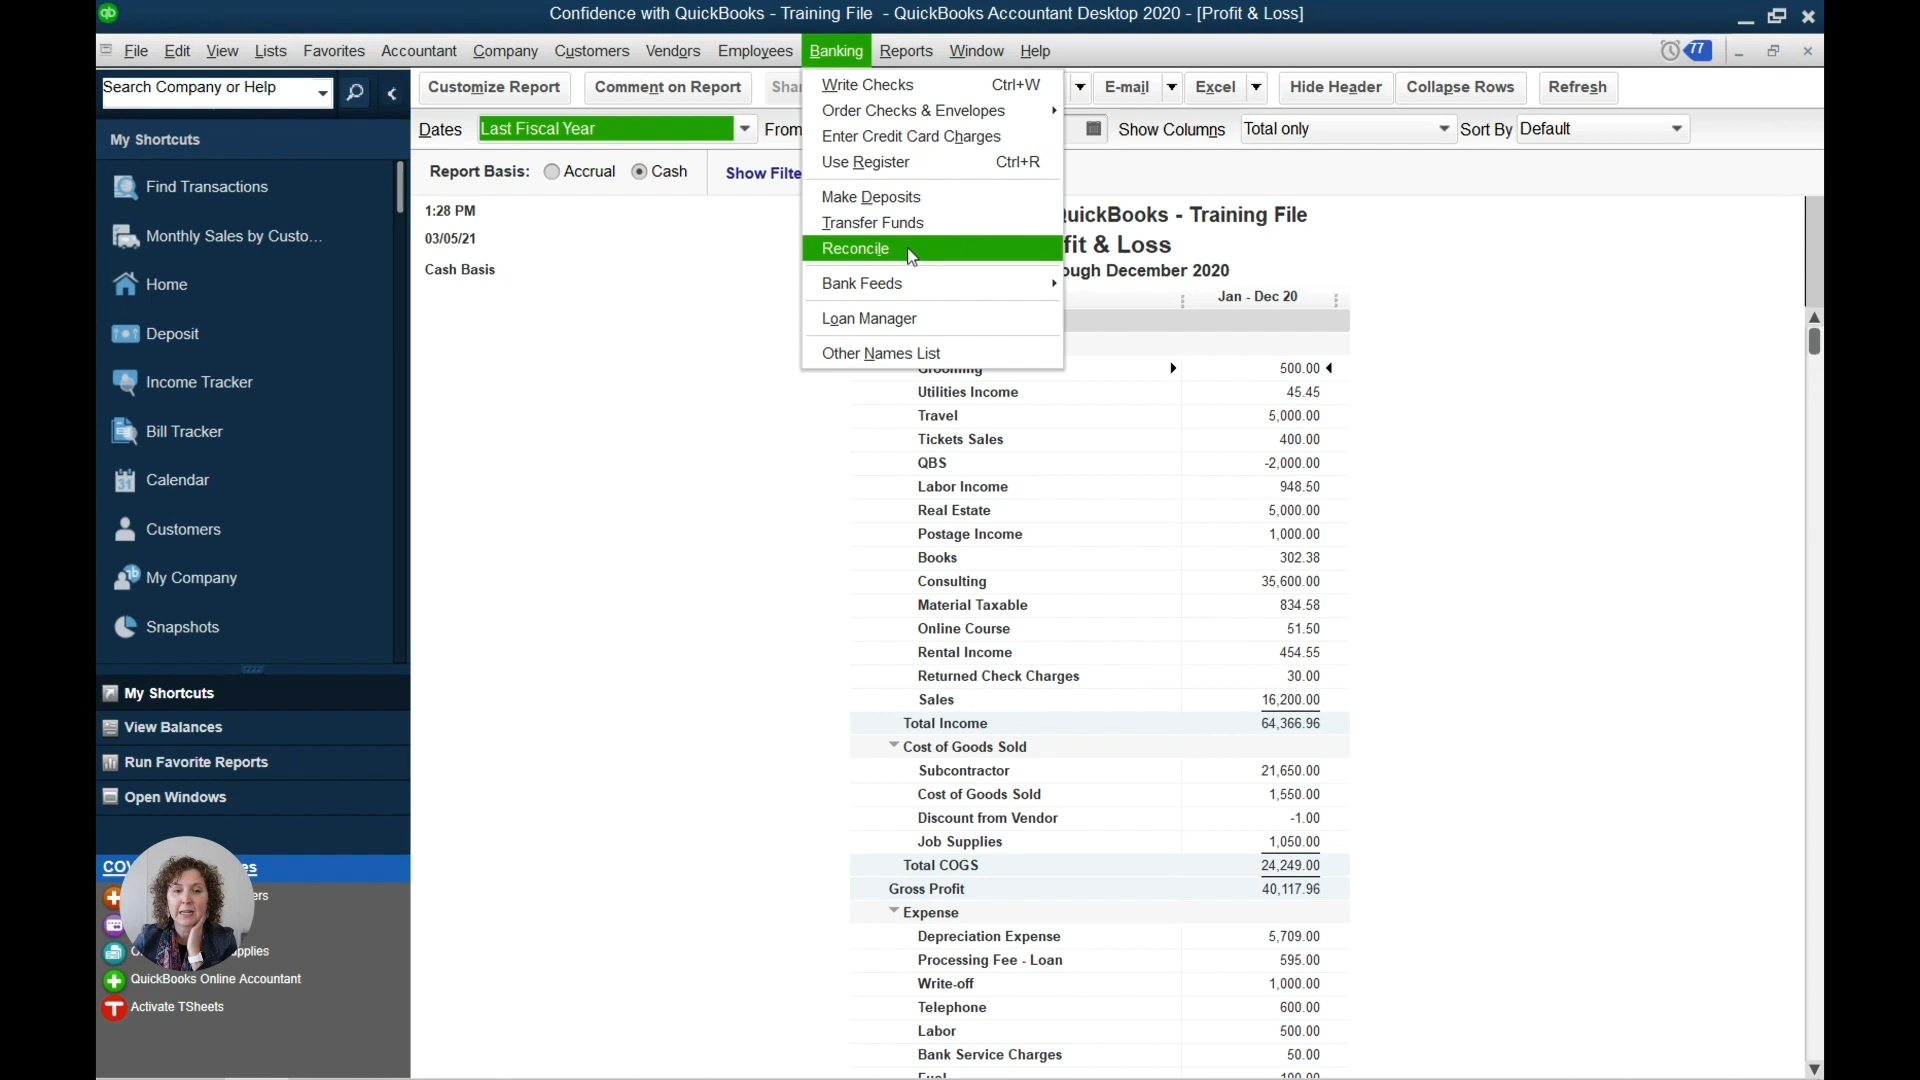 qb
Confidence with QuickBooks - Training File - QuickBooks Accountant Desktop 2020 - [Profit & Loss]
File Edit View Lists Favorites Accountant Company Customers Vendors Employees Banking Reports Window Help 77
Search Company or Help
Customize Report Comment on Report Shar E-mail Excel Hide Header Collapse Rows Refresh
Dates Last Fiscal Year From Show Columns Total only Sort By Default
Report Basis: Accrual Cash Show Filte
Write Checks Ctrl+W
Order Checks & Envelopes
Enter Credit Card Charges
Use Register Ctrl+R
Make Deposits
Transfer Funds
Reconcile
Bank Feeds
Loan Manager
Other Names List
My Shortcuts
Find Transactions
Monthly Sales by Custo...
Home
Deposit
Income Tracker
Bill Tracker
31
Calendar
Customers
My Company
Snapshots
My Shortcuts
View Balances
Run Favorite Reports
Open Windows
COV es
ers
O pplies
QuickBooks Online Accountant
Activate TSheets
1:28 PM
03/05/21
Cash Basis
uickBooks - Training File
fit & Loss
ough December 2020
Jan - Dec 20
Grooming 500.00
Utilities Income 45.45
Travel 5,000.00
Tickets Sales 400.00
QBS -2,000.00
Labor Income 948.50
Real Estate 5,000.00
Postage Income 1,000.00
Books 302.38
Consulting 35,600.00
Material Taxable 834.58
Online Course 51.50
Rental Income 454.55
Returned Check Charges 30.00
Sales 16,200.00
Total Income 64,366.96
Cost of Goods Sold
Subcontractor 21,650.00
Cost of Goods Sold 1,550.00
Discount from Vendor -1.00
Job Supplies 1,050.00
Total COGS 24,249.00
Gross Profit 40,117.96
Expense
Depreciation Expense 5,709.00
Processing Fee - Loan 595.00
Write-off 1,000.00
Telephone 600.00
Labor 500.00
Bank Service Charges 50.00
Fuel 100.00